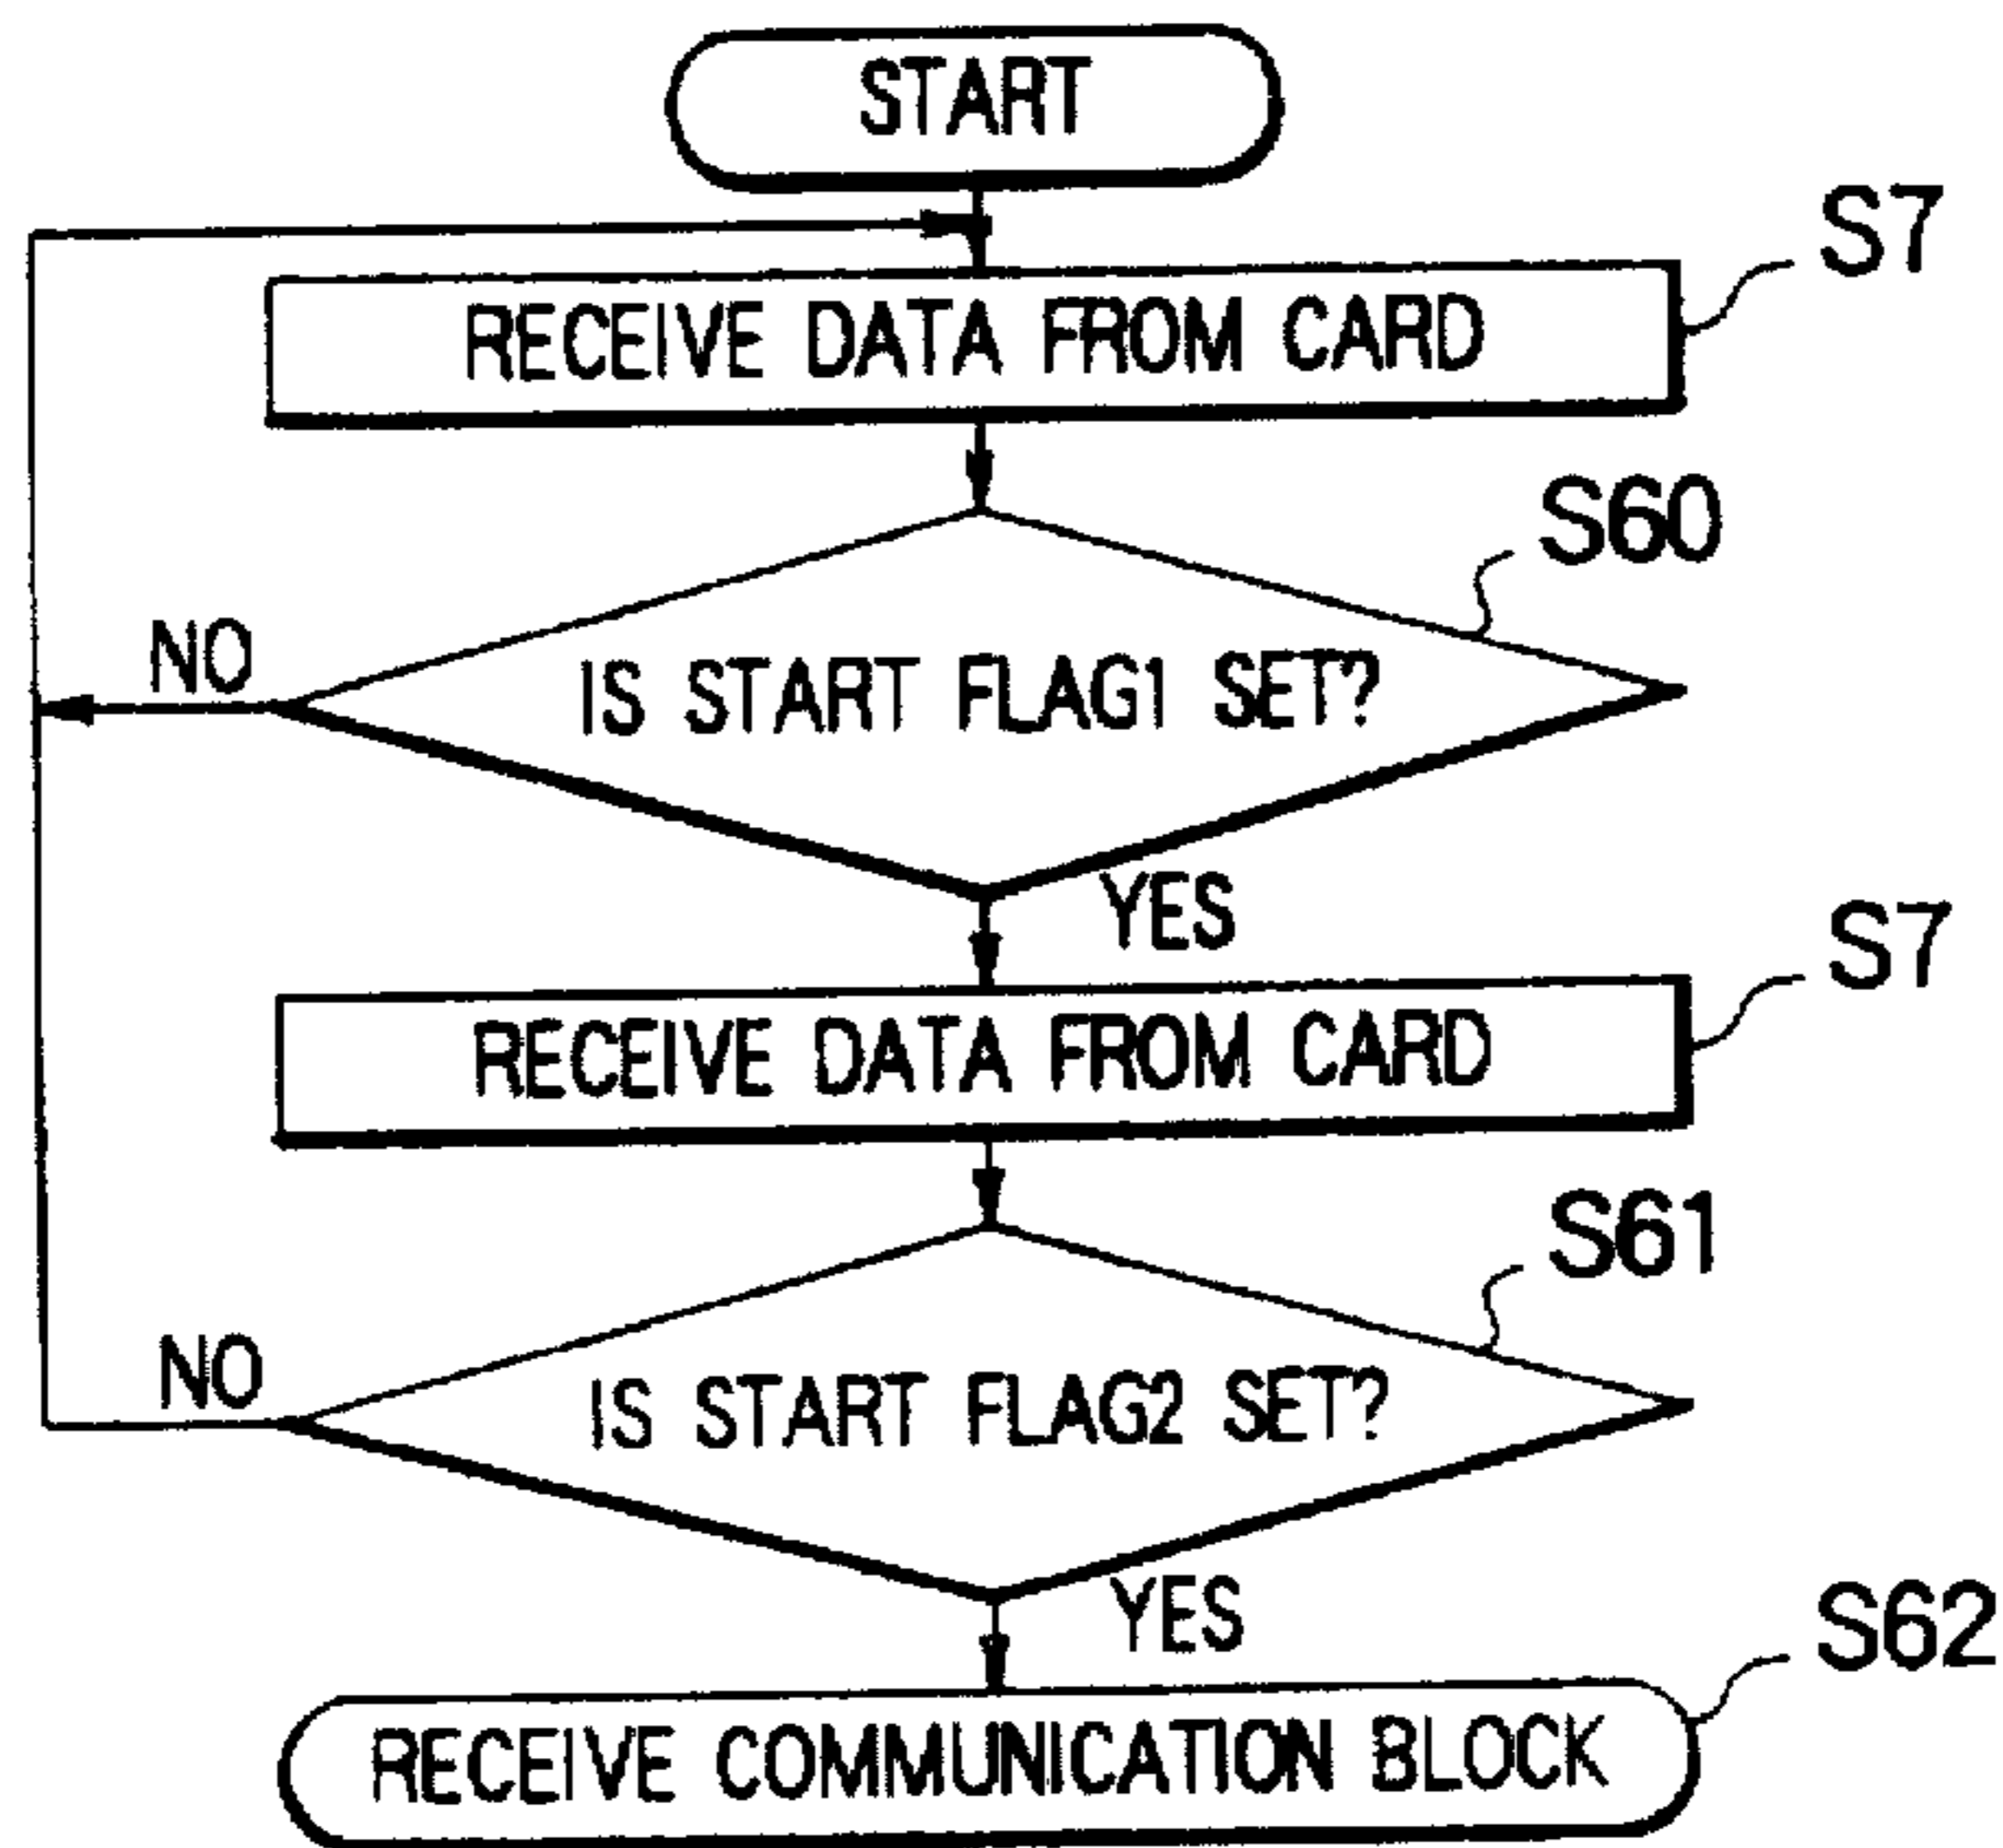 START
S7
RECEIVE DATA FROM CARD
S60
NO
IS START FLAG1 SET?
YES
S7
RECEIVE DATA FROM CARD
S61
NO
IS START FLAG2 SET?
YES
S62
RECEIVE COMMUNICATION BLOCK